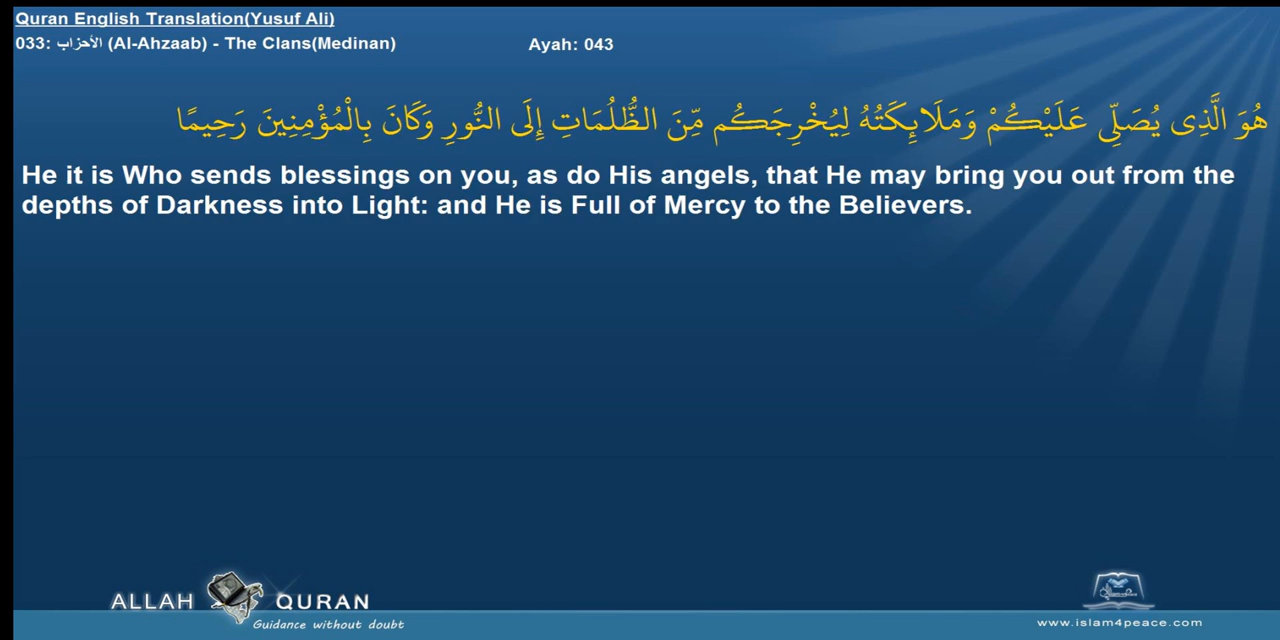 Quran English Translation(Yusuf Ali)
033: الأحزاب (Al-Ahzaab) - The Clans(Medinan) Ayah: 043
هُوَ الَّذِى يُصَلِّى عَلَيْكُمْ وَمَلَائِكَتُهُ لِيُخْرِجَكُم مِّنَ الظُّلُمَاتِ إِلَى النُّورِ وَكَانَ بِالْمُؤْمِنِينَ رَحِيمًا
He it is Who sends blessings on you, as do His angels, that He may bring you out from the
depths of Darkness into Light: and He is Full of Mercy to the Believers.
ALLAH QURAN
Guidance without doubt
www.islam4peace.com